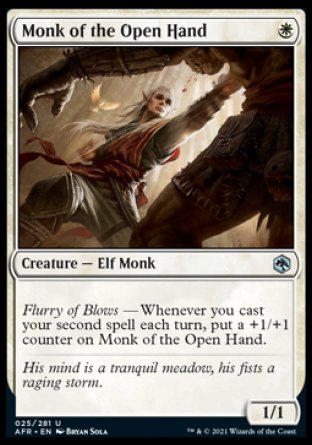 Monk of the Open Hand
Creature — Elf Monk
Flurry of Blows — Whenever you cast
your second spell each turn, put a +1/+1
counter on Monk of the Open Hand.
His mind is a tranquil meadow, his fists a
raging storm.
1/1
025/281 U
AFR • EN Bryan Sola
™ & © 2021 Wizards of the Coast